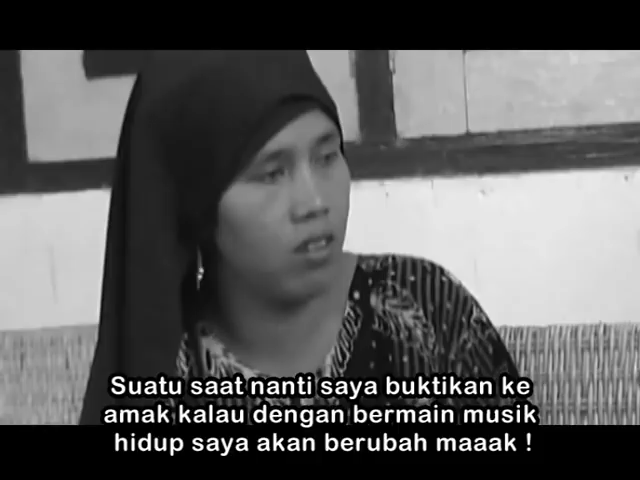 Suatu saat nanti saya buktikan ke
amak kalau dengan bermain musik
hidup saya akan berubah maaak !